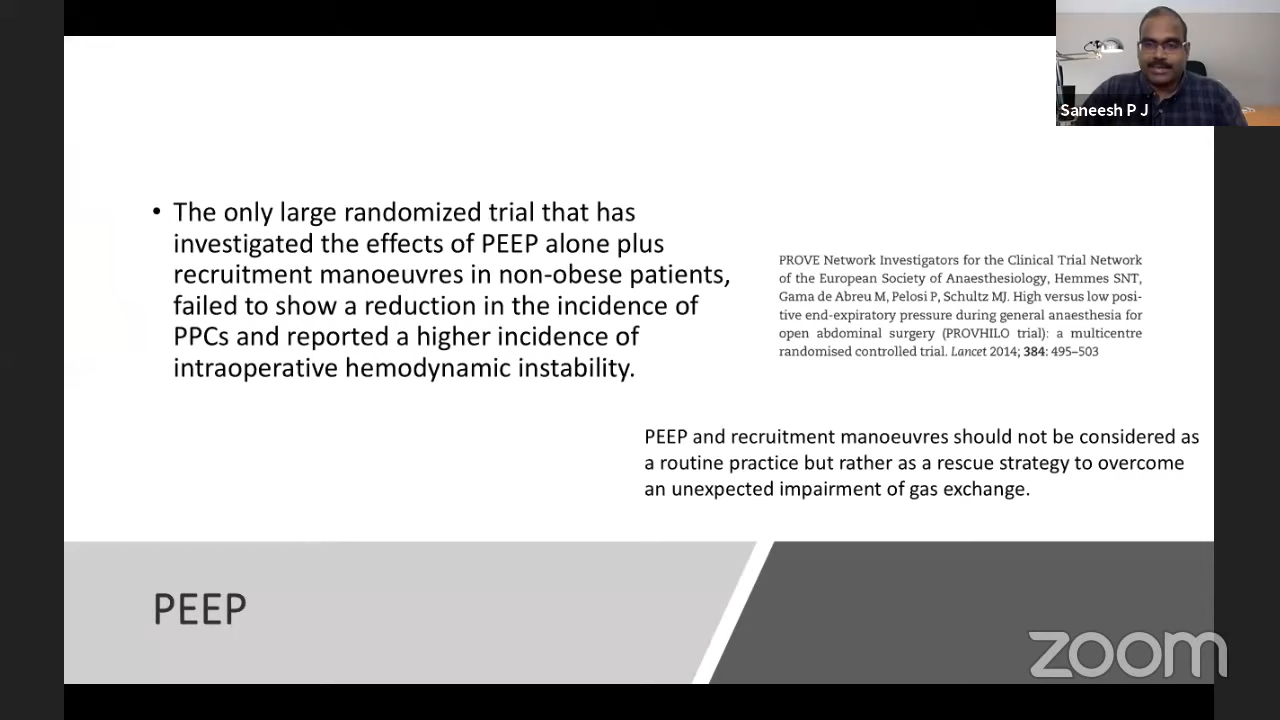 Saneesh P J
• The only large randomized trial that has
investigated the effects of PEEP alone plus
recruitment manoeuvres in non-obese patients,
failed to show a reduction in the incidence of
PPCs and reported a higher incidence of
intraoperative hemodynamic instability.
PROVE Network Investigators for the Clinical Trial Network
of the European Society of Anaesthesiology, Hemmes SNT,
Gama de Abreu M, Pelosi P, Schultz MJ. High versus low posi-
tive end-expiratory pressure during general anaesthesia for
open abdominal surgery (PROVHILO trial): a multicentre
randomised controlled trial. Lancet 2014; 384: 495–503
PEEP and recruitment manoeuvres should not be considered as
a routine practice but rather as a rescue strategy to overcome
an unexpected impairment of gas exchange.
PEEP
zoom